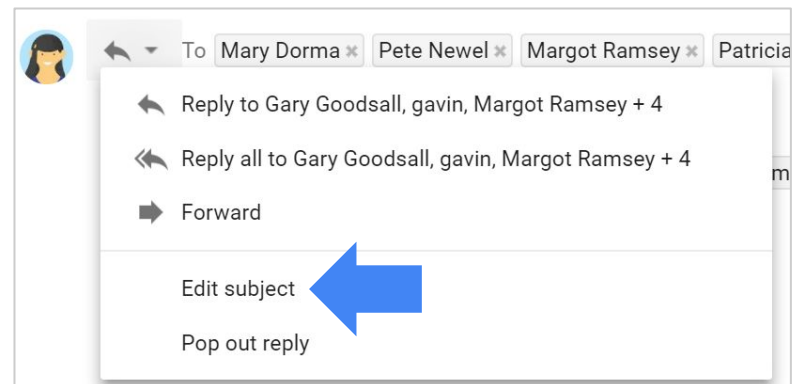 To Mary Dorma × Pete Newel × Margot Ramsey × Patricia
Reply to Gary Goodsall, gavin, Margot Ramsey + 4
Reply all to Gary Goodsall, gavin, Margot Ramsey + 4
m
Forward
Edit subject
Pop out reply